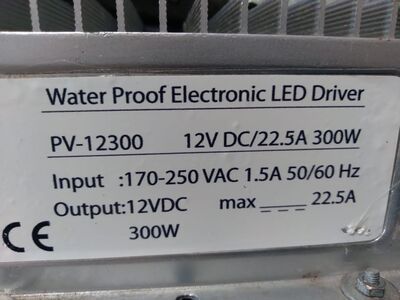 Water Proof Electronic LED Driver
PV-12300 12V DC/22.5A 300W
Input :170-250 VAC 1.5A 50/60 Hz
Output:12VDC max ⎓ 22.5A
300W
CE